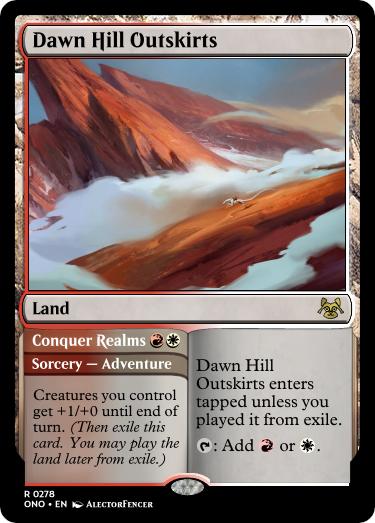 Dawn Hill Outskirts
Land
Conquer Realms
Sorcery — Adventure
Creatures you control
get +1/+0 until end of
turn. (Then exile this
card. You may play the
land later from exile.)
Dawn Hill
Outskirts enters
tapped unless you
played it from exile.
: Add or .
R 0278
ONO • EN AlectorFencer